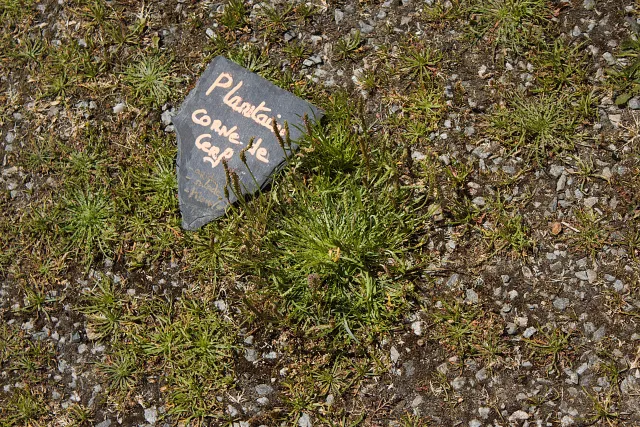 Plantain
corne de
Cerf